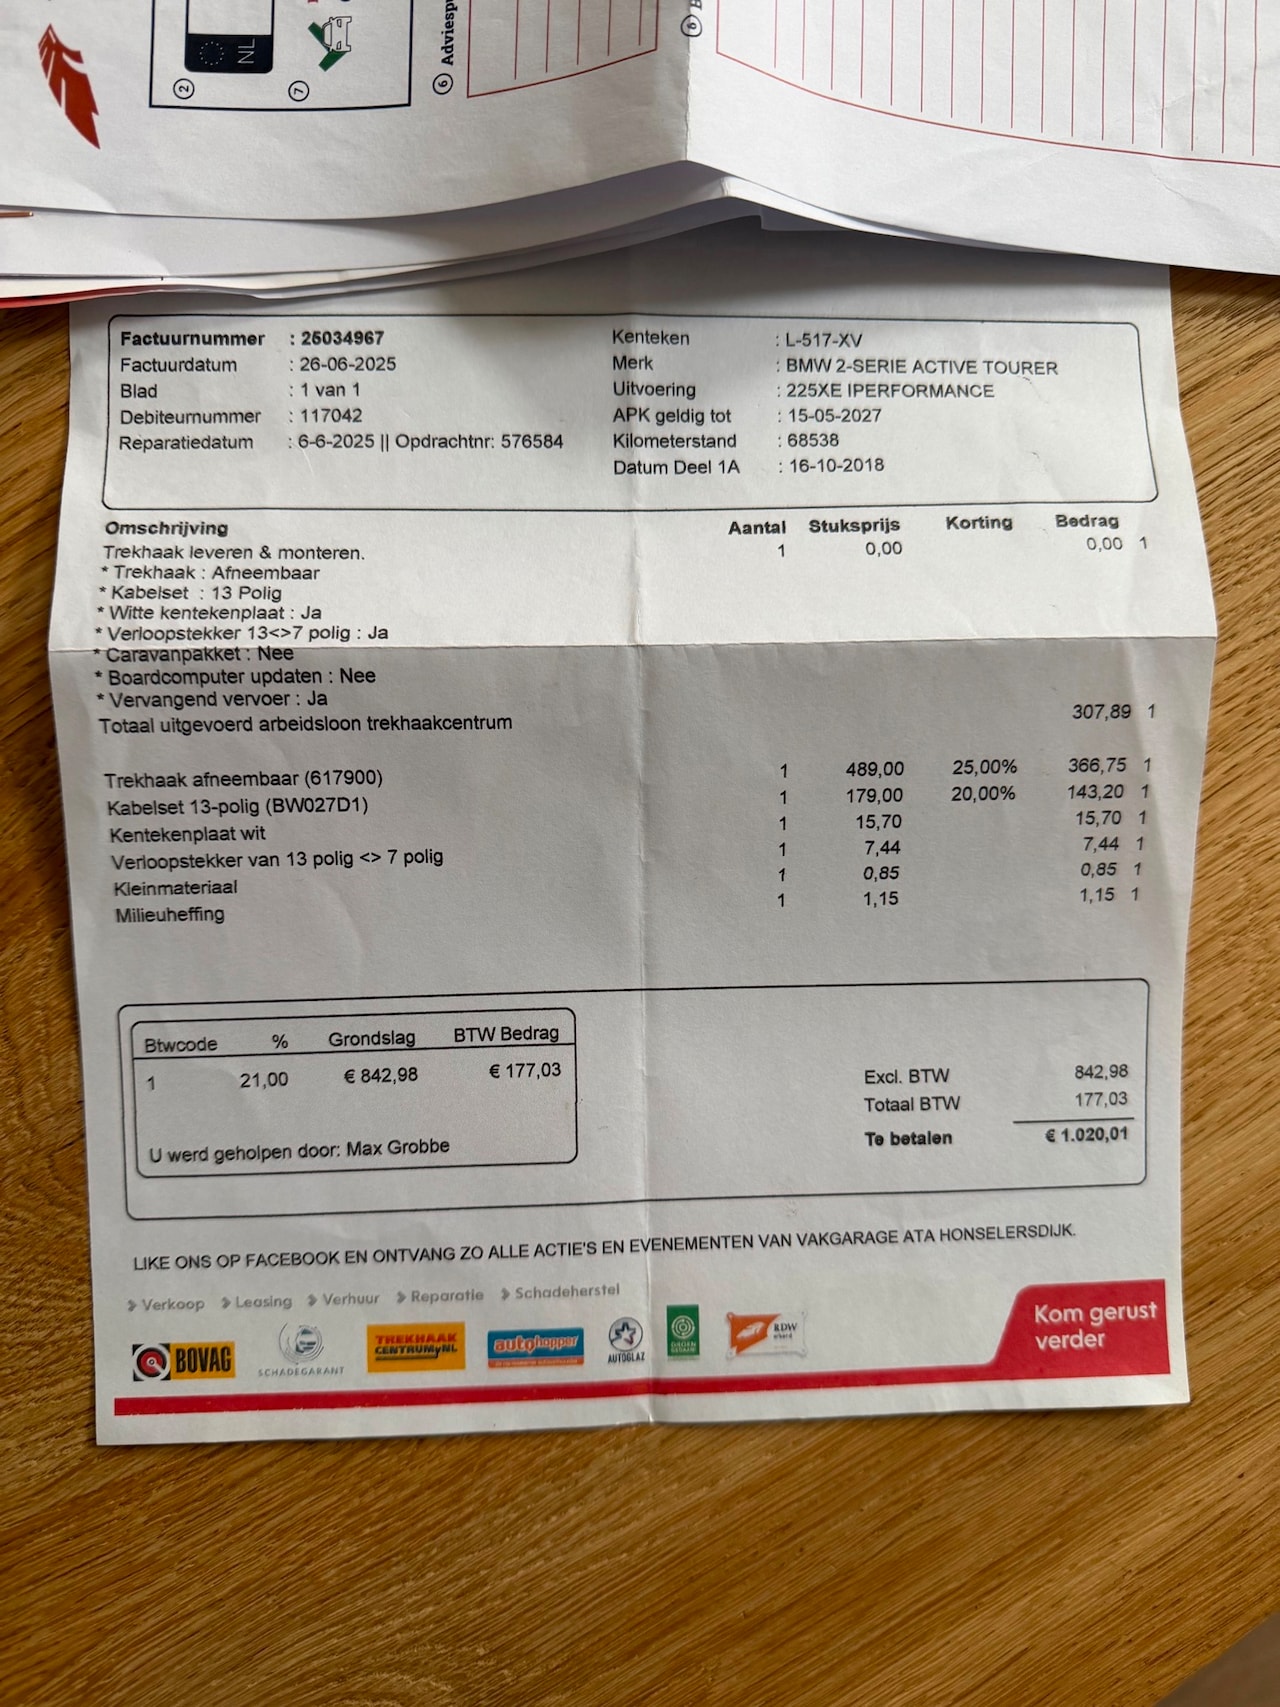 NL
2
7
6 Adviespr
6 B
Factuurnummer : 25034967
Factuurdatum : 26-06-2025
Blad : 1 van 1
Debiteurnummer : 117042
Reparatiedatum : 6-6-2025 || Opdrachtnr: 576584
Kenteken : L-517-XV
Merk : BMW 2-SERIE ACTIVE TOURER
Uitvoering : 225XE IPERFORMANCE
APK geldig tot : 15-05-2027
Kilometerstand : 68538
Datum Deel 1A : 16-10-2018
Omschrijving Aantal Stuksprijs Korting Bedrag
Trekhaak leveren & monteren. 1 0,00 0,00 1
* Trekhaak : Afneembaar
* Kabelset : 13 Polig
* Witte kentekenplaat : Ja
* Verloopstekker 13<>7 polig : Ja
* Caravanpakket : Nee
* Boardcomputer updaten : Nee
* Vervangend vervoer : Ja
Totaal uitgevoerd arbeidsloon trekhaakcentrum 307,89 1
Trekhaak afneembaar (617900) 1 489,00 25,00% 366,75 1
Kabelset 13-polig (BW027D1) 1 179,00 20,00% 143,20 1
Kentekenplaat wit 1 15,70 15,70 1
Verloopstekker van 13 polig <> 7 polig 1 7,44 7,44 1
Kleinmateriaal 1 0,85 0,85 1
Milieuheffing 1 1,15 1,15 1
Btwcode % Grondslag BTW Bedrag
1 21,00 € 842,98 € 177,03
U werd geholpen door: Max Grobbe
Excl. BTW 842,98
Totaal BTW 177,03
Te betalen € 1.020,01
LIKE ONS OP FACEBOOK EN ONTVANG ZO ALLE ACTIE'S EN EVENEMENTEN VAN VAKGARAGE ATA HONSELERSDIJK.
Verkoop Leasing Verhuur Reparatie Schadeherstel
BOVAG
SCHADEGARANT
TREKHAAK
CENTRUM NL
autohopper
AUTOGLAZ
RDW
Kom gerust
verder